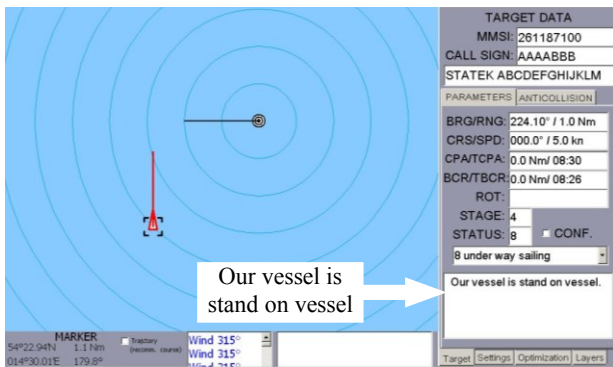 TARGET DATA
MMSI: 261187100
CALL SIGN: AAAABBB
STATEK ABCDEFGHIJKLM
PARAMETERS ANTICOLLISION
BRG/RNG: 224.10° / 1.0 Nm
CRS/SPD: 000.0° / 5.0 kn
CPA/TCPA: 0.0 Nm/ 08:30
BCR/TBCR: 0.0 Nm/ 08:26
ROT:
STAGE: 4
STATUS: 8 CONF.
8 under way sailing
Our vessel is stand on vessel.
Our vessel is
stand on vessel
MARKER
54°22.94'N 1.1 Nm
014°30.01'E 179.8°
Trajectory
(recomm. course)
Wind 315°
Wind 315°
Target Settings Optimization Layers